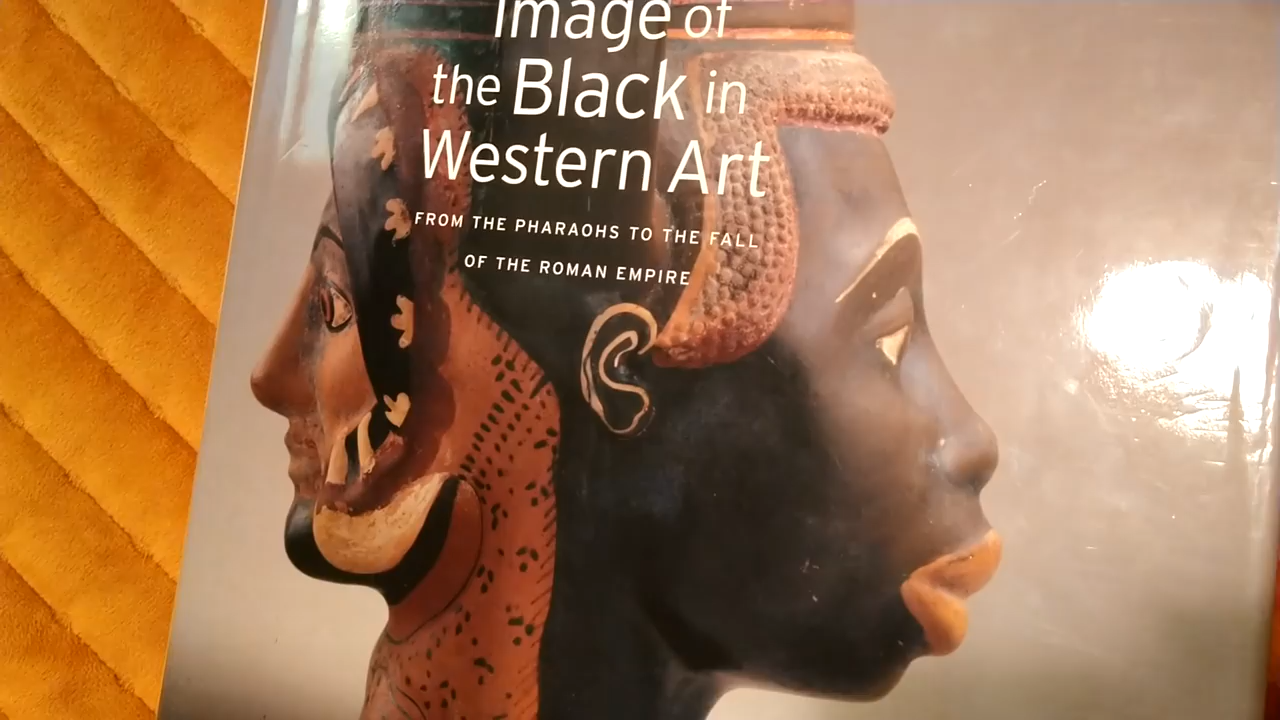 Image of
the Black in
Western Art
FROM THE PHARAOHS TO THE FALL
OF THE ROMAN EMPIRE